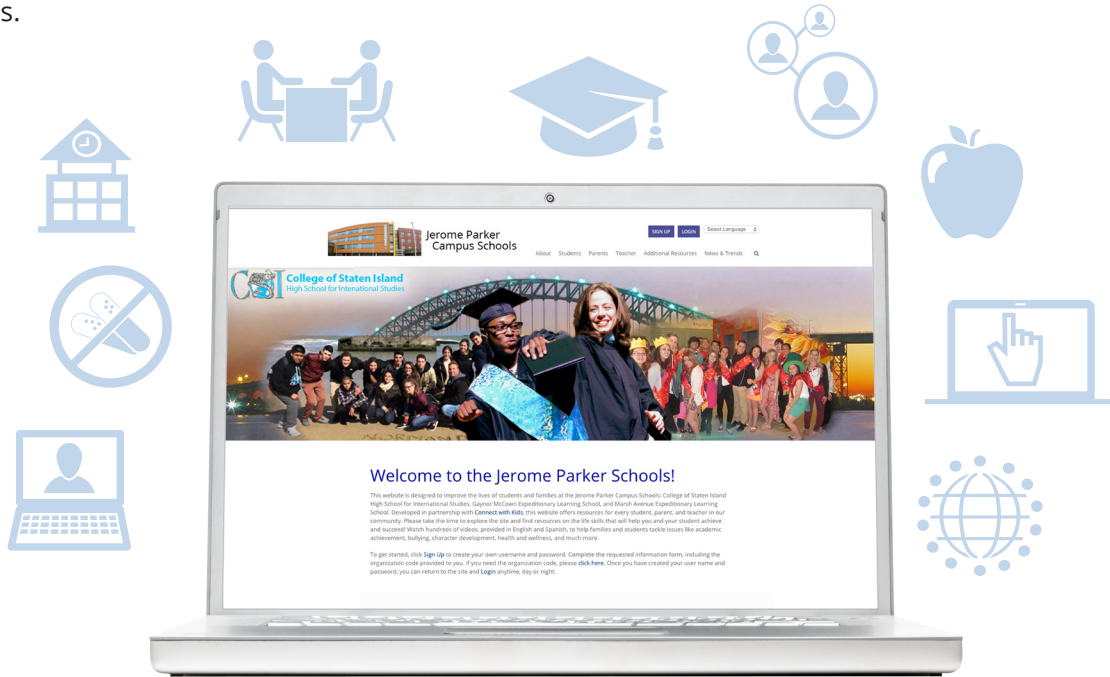 s.
Jerome Parker
Campus Schools
SIGN UP LOGIN Select Language
About Students Parents Teacher Additional Resources News & Trends
CSI College of Staten Island
High School for International Studies
Welcome to the Jerome Parker Schools!
This website is designed to improve the lives of students and families at the Jerome Parker Campus Schools: College of Staten Island
High School for International Studies, Gaynor McCown Expeditionary Learning School, and Marsh Avenue Expeditionary Learning
School. Developed in partnership with Connect with Kids, this website offers resources for every student, parent, and teacher in our
community. Please take the time to explore the site and find resources on the life skills that will help you and your student achieve
and succeed! Watch hundreds of videos, provided in English and Spanish, to help families and students tackle issues like academic
achievement, bullying, character development, health and wellness, and much more.
To get started, click Sign Up to create your own username and password. Complete the requested information form, including the
organization code provided to you. If you need the organization code, please click here. Once you have created your user name and
password, you can return to the site and Login anytime, day or night.